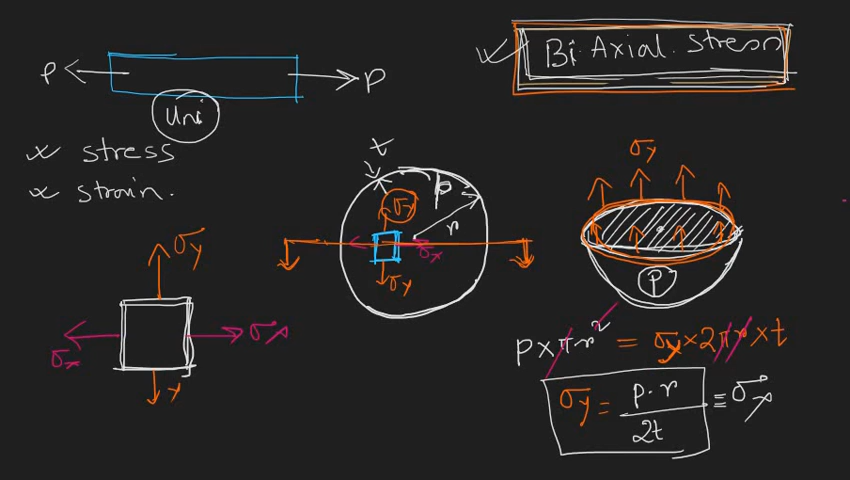 Bi-Axial. stress
P
P
Uni
stress
strain.
t
p
r
σy
σx
σy
σy
P
σy
σx
σx
y
p × πr² = σy × 2πr × t
σy = p·r / 2t ≡ σx